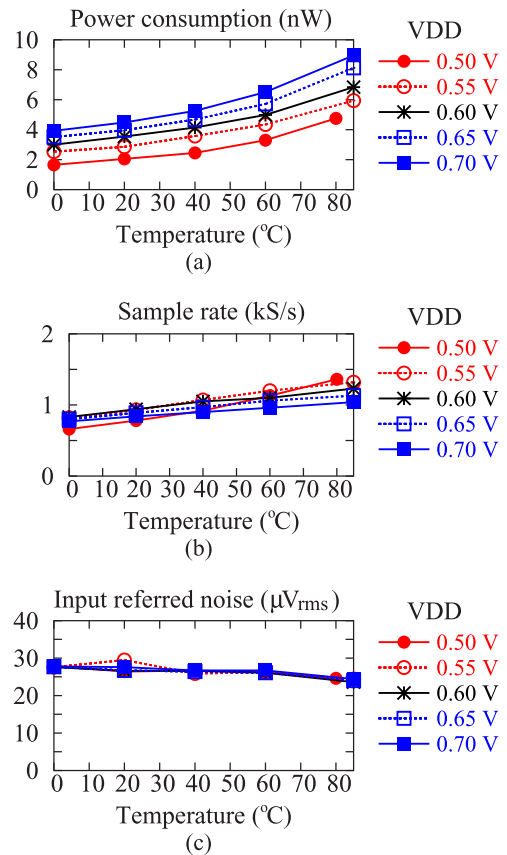 Power consumption (nW)
VDD
10
8
6
4
2
0
0 10 20 30 40 50 60 70 80
Temperature (°C)
(a)
0.50 V
0.55 V
0.60 V
0.65 V
0.70 V
Sample rate (kS/s)
VDD
2
1
0
0 10 20 30 40 50 60 70 80
Temperature (°C)
(b)
0.50 V
0.55 V
0.60 V
0.65 V
0.70 V
Input referred noise (μVrms)
VDD
40
30
20
10
0
0 10 20 30 40 50 60 70 80
Temperature (°C)
(c)
0.50 V
0.55 V
0.60 V
0.65 V
0.70 V